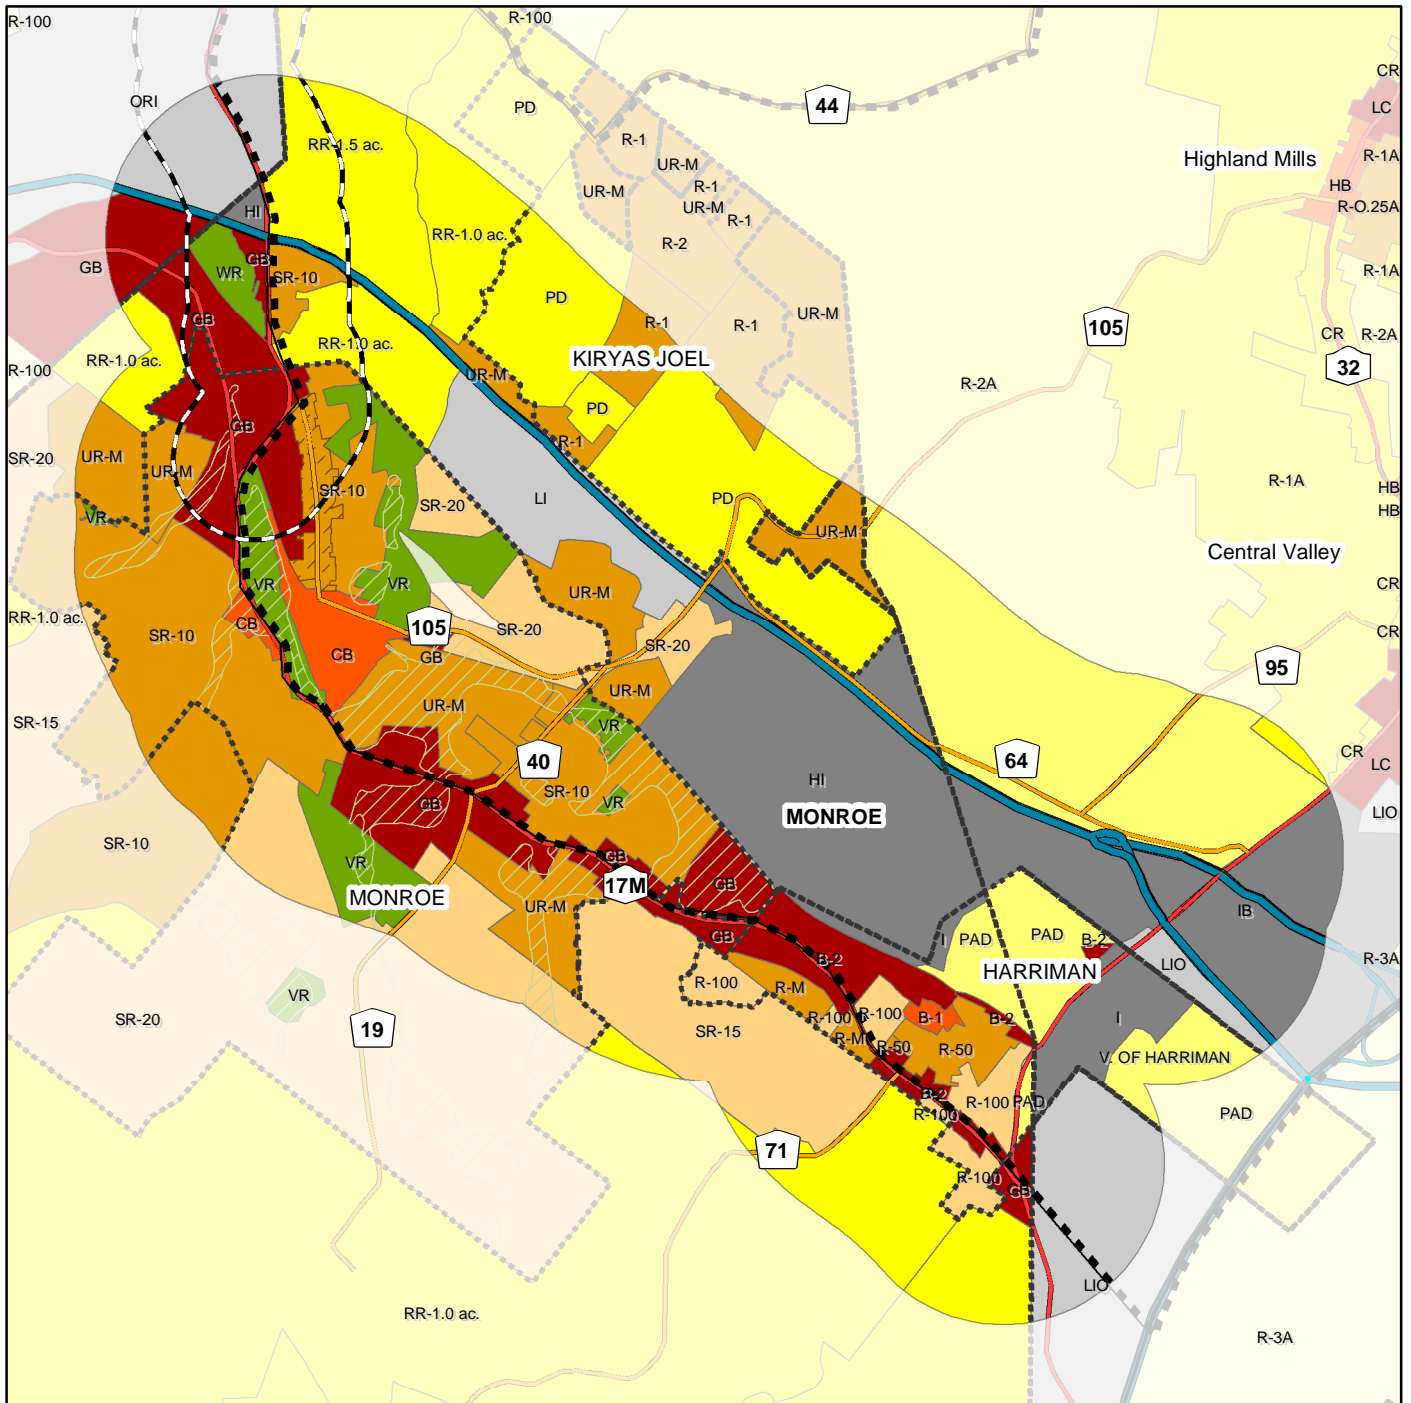 R-100
R-100
CR
ORI
PD
44
LC
RR-1.5 ac.
R-1
UR-M
Highland Mills
R-1A
UR-M
R-1
HB
UR-M
R-O.25A
HI
R-1
RR-1.0 ac.
R-2
GB
GB
WR
SR-10
R-1A
PD
UR-M
GB
R-1
R-1
105
CR
R-2A
RR-1.0 ac.
RR-1.0 ac.
KIRYAS JOEL
32
R-100
UR-M
R-2A
PD
GB
R-1
SR-20
UR-M
UR-M
SR-10
SR-20
LI
PD
R-1A
HB
HB
VR
UR-M
Central Valley
VR
VR
UR-M
CR
RR-1.0 ac.
CB
105
SR-20
CR
SR-10
CB
GB
SR-20
95
UR-M
UR-M
SR-15
VR
40
64
CR
LC
HI
SR-10
VR
GB
MONROE
LIO
SR-10
GB
VR
17M
GB
MONROE
UR-M
IB
GB
I
PAD
PAD
B-2
B-2
HARRIMAN
LIO
R-3A
R-100
R-M
VR
R-100
R-100
B-1
B-2
I
SR-20
19
SR-15
R-M
R-50
R-50
V. OF HARRIMAN
B-2
R-100
PAD
R-100
PAD
71
R-100
GB
LIO
RR-1.0 ac.
R-3A